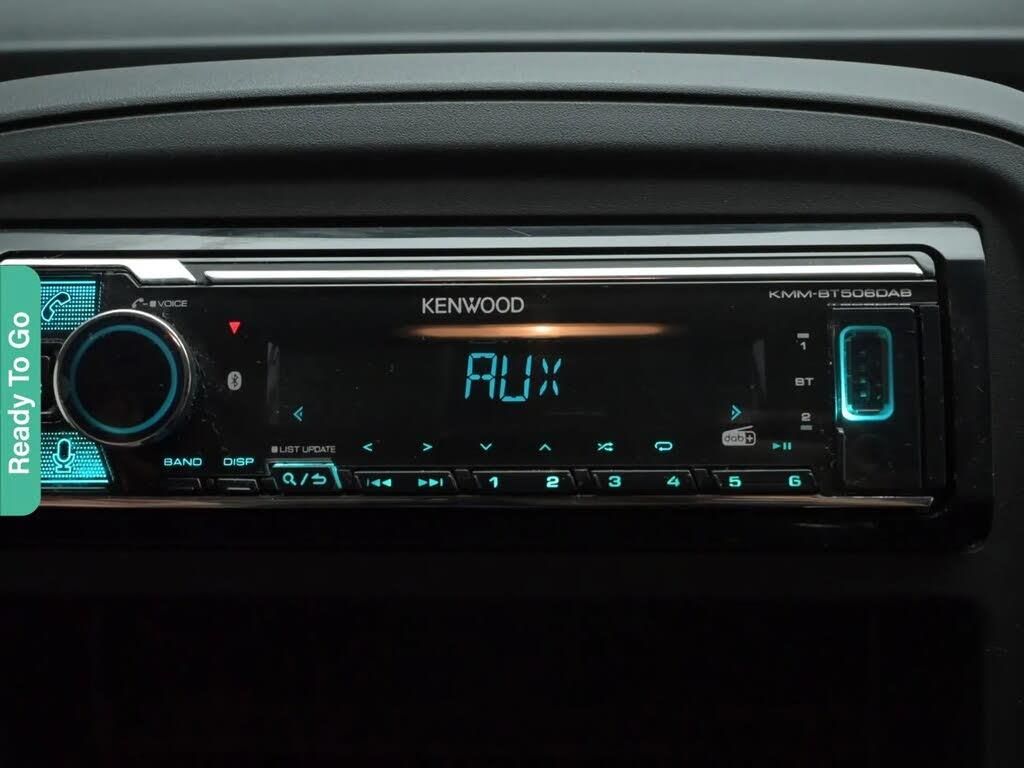 Ready To Go
VOICE
KENWOOD
KMM-BT506DAB
AUX
1
BT
2
dab+
LIST UPDATE
BAND
DISP
1
2
3
4
5
6